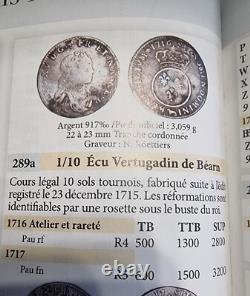 Argent 917‰ / Poids officiel : 3,059 g
22 à 23 mm Tranche cordonnée
Graveur : N. Roettiers
289a 1/10 Écu Vertugadin de Béarn
Cours légal 10 sols tournois, fabriqué suite à l'édit
registré le 23 décembre 1715. Les réformations sont
identifiables par une rosette sous le buste du roi.
1716 Atelier et rareté TB TTB SUP
Pau rf R4 500 1300 2800
1717
Pau fn R5 600 1500 3200